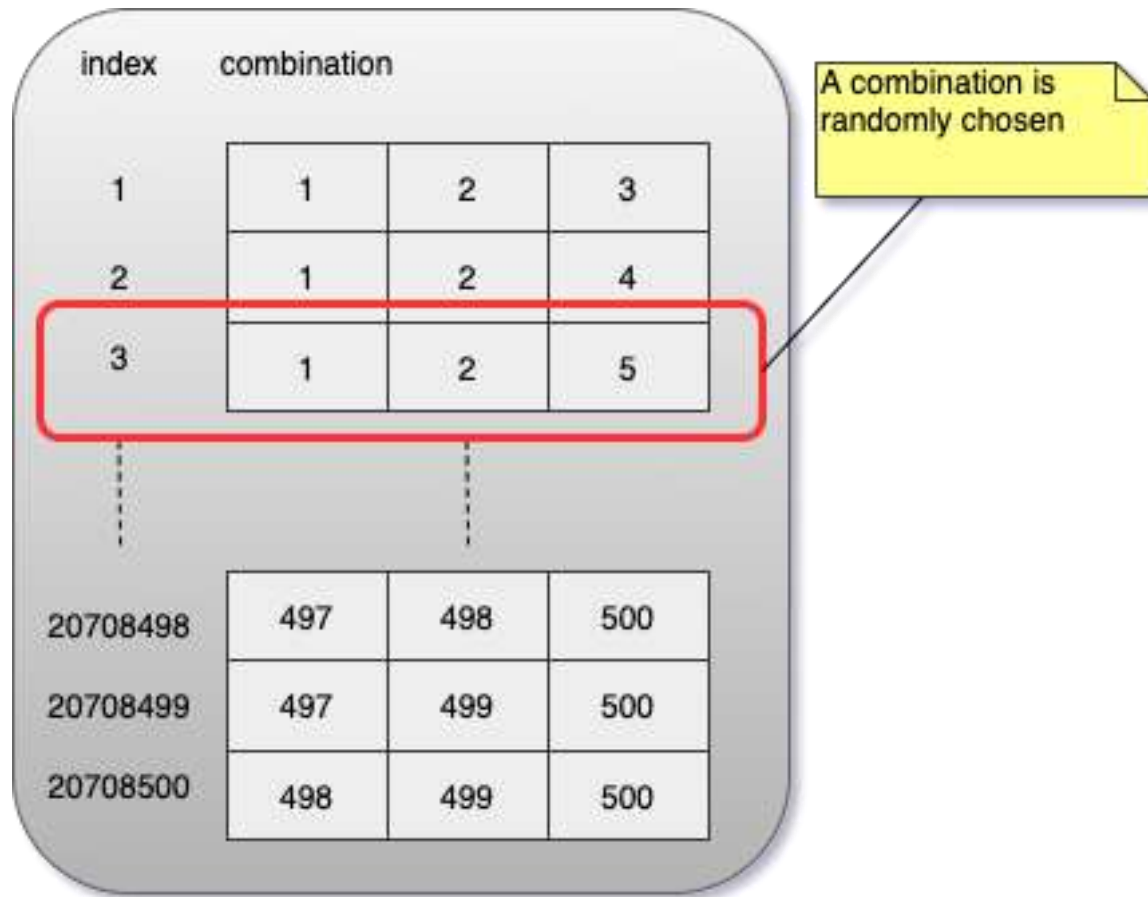 index combination
A combination is
randomly chosen
1 1 2 3
2 1 2 4
3 1 2 5
20708498 497 498 500
20708499 497 499 500
20708500 498 499 500